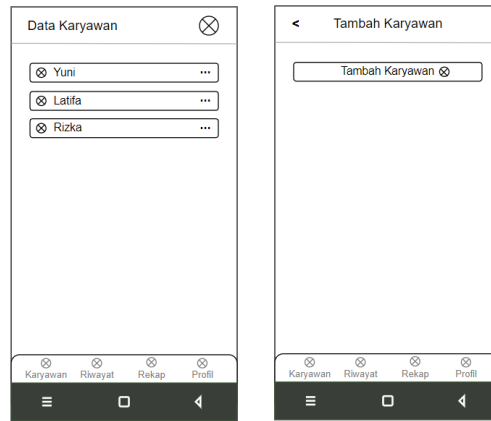 Data Karyawan
Yuni ...
Latifa ...
Rizka ...
Karyawan Riwayat Rekap Profil
< Tambah Karyawan
Tambah Karyawan
Karyawan Riwayat Rekap Profil